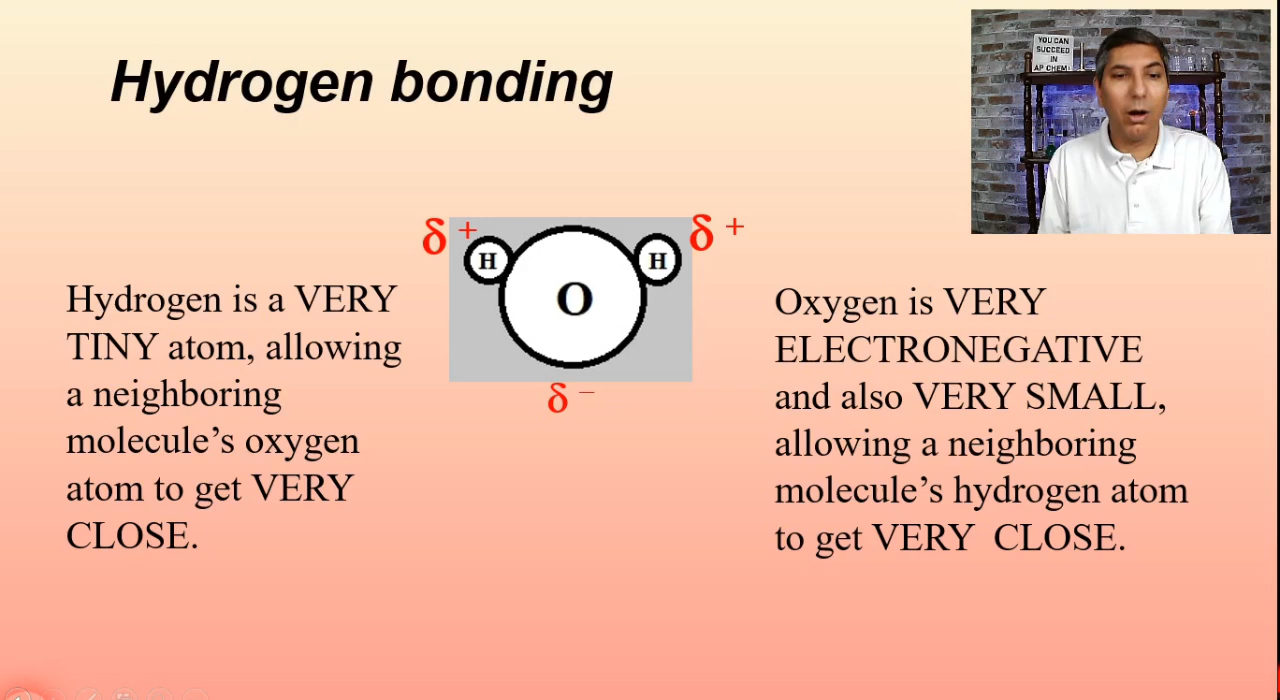 Hydrogen bonding
YOU CAN
SUCCEED
IN
AP CHEM!
δ +
δ +
H
H
O
δ −
Hydrogen is a VERY
TINY atom, allowing
a neighboring
molecule’s oxygen
atom to get VERY
CLOSE.
Oxygen is VERY
ELECTRONEGATIVE
and also VERY SMALL,
allowing a neighboring
molecule’s hydrogen atom
to get VERY  CLOSE.